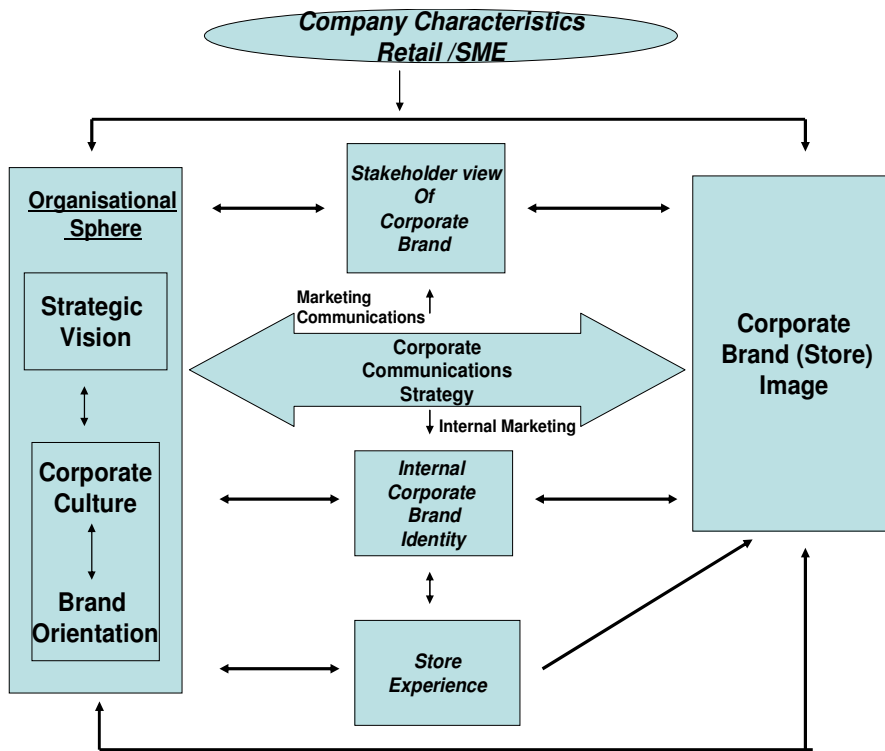 Company Characteristics
Retail /SME
Organisational
Sphere
Strategic
Vision
Corporate
Culture
Brand
Orientation
Stakeholder view
Of
Corporate
Brand
Marketing
Communications
Corporate
Communications
Strategy
Internal Marketing
Internal
Corporate
Brand
Identity
Store
Experience
Corporate
Brand (Store)
Image